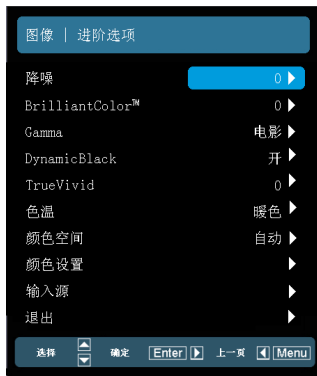 图像 | 进阶选项
降噪 0
BrilliantColor™ 0
Gamma 电影
DynamicBlack 开
TrueVivid 0
色温 暖色
颜色空间 自动
颜色设置
输入源
退出
选择 确定 Enter 上一页 Menu